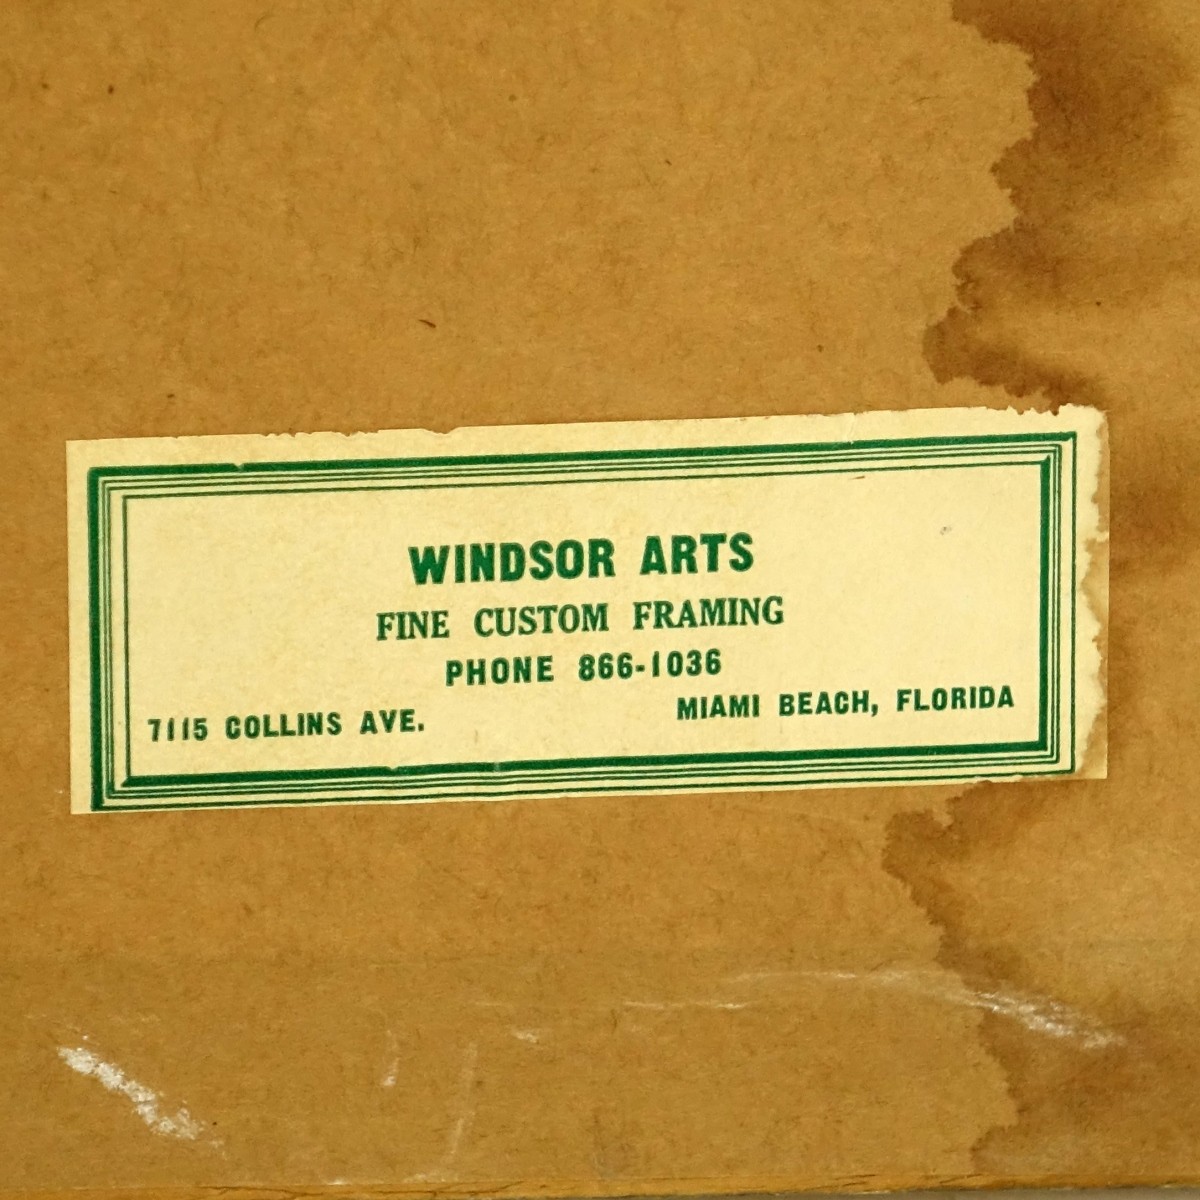 WINDSOR ARTS
FINE CUSTOM FRAMING
PHONE 866-1036
7115 COLLINS AVE. MIAMI BEACH, FLORIDA